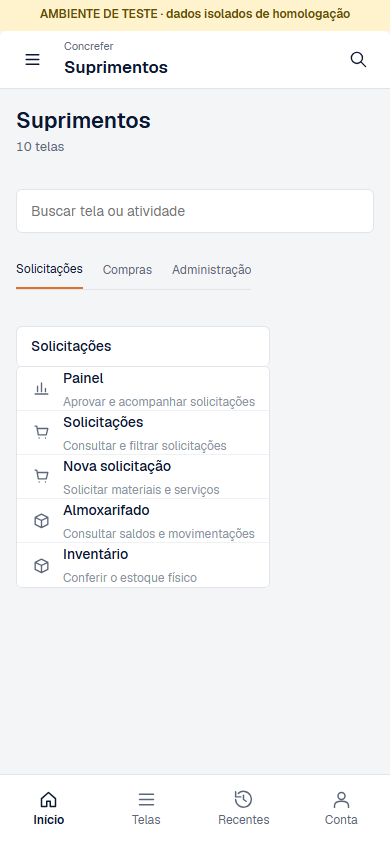 AMBIENTE DE TESTE · dados isolados de homologação
Concrefer
Suprimentos
Suprimentos
10 telas
Buscar tela ou atividade
Solicitações Compras Administração
Solicitações
Painel
Aprovar e acompanhar solicitações
Solicitações
Consultar e filtrar solicitações
Nova solicitação
Solicitar materiais e serviços
Almoxarifado
Consultar saldos e movimentações
Inventário
Conferir o estoque físico
Início Telas Recentes Conta